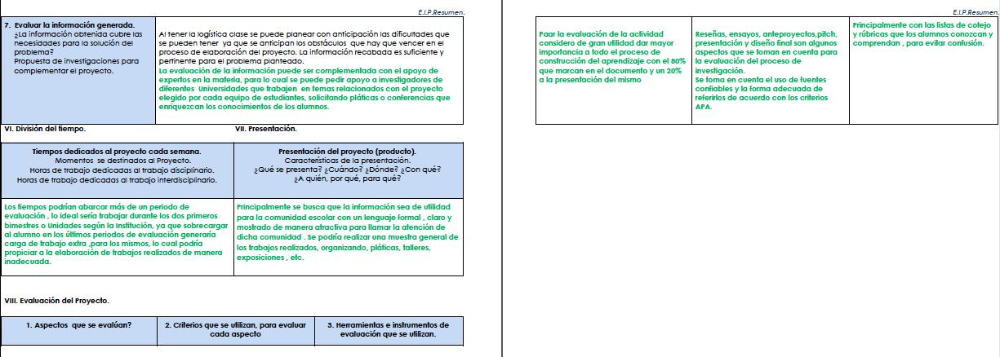 E.I.P.Resumen.
7. Evaluar la información generada.
¿La información obtenida cubre las
necesidades para la solución del
problema?
Propuesta de investigaciones para
complementar el proyecto.
Al tener la logística clase se puede planear con anticipación las dificultades que
se pueden tener ya que se anticipan los obstáculos que hay que vencer en el
proceso de elaboración del proyecto. La información recabada es suficiente y
pertinente para el problema planteado.
La evaluación de la información puede ser complementada con el apoyo de
expertos en la materia, para lo cual se puede pedir apoyo a investigadores de
diferentes Universidades que trabajen en temas relacionados con el proyecto
elegido por cada equipo de estudiantes, solicitando pláticas o conferencias que
enriquezcan los conocimientos de los alumnos.
VI. División del tiempo.
VII. Presentación.
Tiempos dedicados al proyecto cada semana.
Momentos se destinados al Proyecto.
Horas de trabajo dedicadas al trabajo disciplinario.
Horas de trabajo dedicadas al trabajo interdisciplinario.
Presentación del proyecto (producto).
Características de la presentación.
¿Qué se presenta? ¿Cuándo? ¿Dónde? ¿Con qué?
¿A quién, por qué, para qué?
Los tiempos podrían abarcar más de un periodo de
evaluación , lo ideal sería trabajar durante los dos primeros
bimestres o Unidades según la Institución, ya que sobrecargar
al alumno en los últimos periodos de evaluación generaría
carga de trabajo extra ,para los mismos, lo cual podría
propiciar a la elaboración de trabajos realizados de manera
inadecuada.
Principalmente se busca que la información sea de utilidad
para la comunidad escolar con un lenguaje formal , claro y
mostrado de manera atractiva para llamar la atención de
dicha comunidad . Se podría realizar una muestra general de
los trabajos realizados, organizando, pláticas, talleres,
exposiciones , etc.
VIII. Evaluación del Proyecto.
1. Aspectos que se evalúan?
2. Criterios que se utilizan, para evaluar
cada aspecto
3. Herramientas e instrumentos de
evaluación que se utilizan.
E.I.P.Resumen.
Paar la evaluación de la actividad
considero de gran utilidad dar mayor
importancia a todo el proceso de
construcción del aprendizaje con el 80%
que marcan en el documento y un 20%
a la presentación del mismo
Reseñas, ensayos, anteproyectos,pitch,
presentación y diseño final son algunos
aspectos que se toman en cuenta para
la evaluación del proceso de
investigación.
Se toma en cuenta el uso de fuentes
confiables y la forma adecuada de
referirlos de acuerdo con los criterios
APA.
Principalmente con las listas de cotejo
y rúbricas que los alumnos conozcan y
comprendan , para evitar confusión.